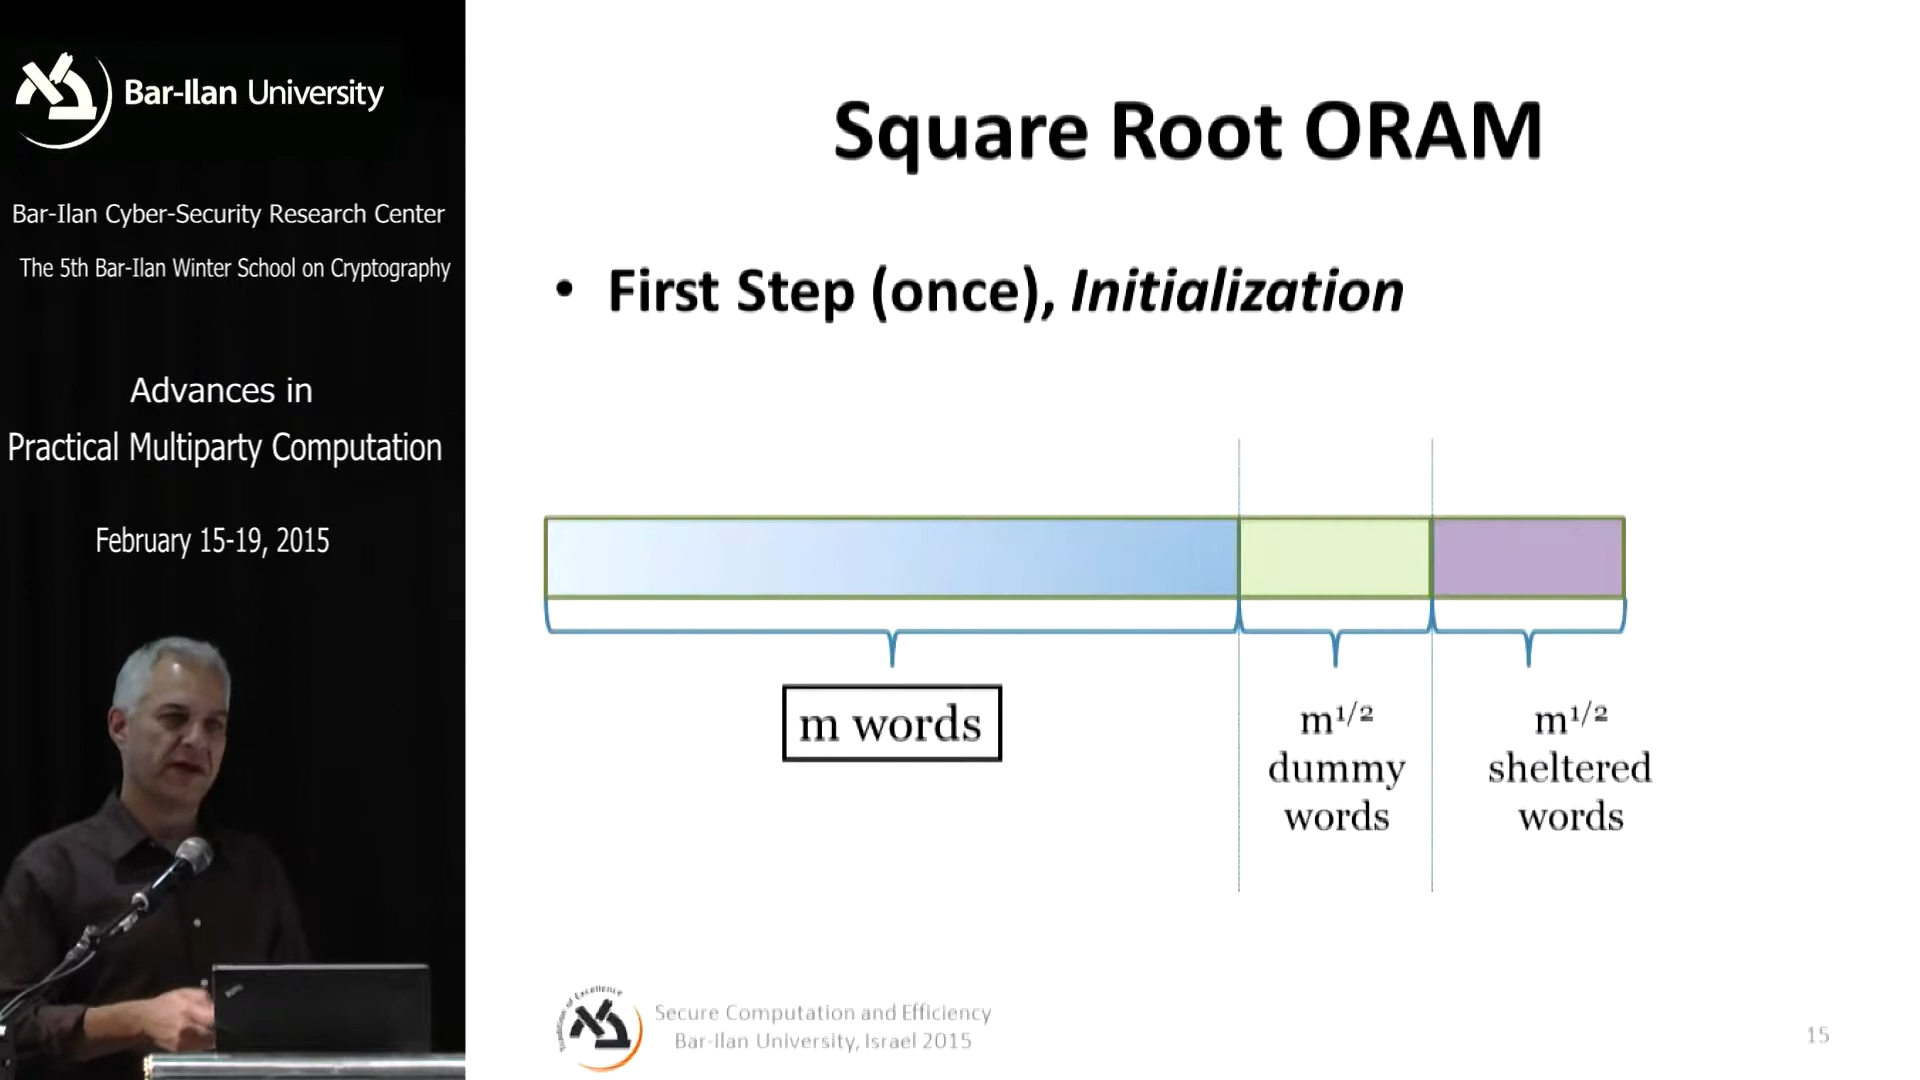 Bar-Ilan University
Bar-Ilan Cyber-Security Research Center
The 5th Bar-Ilan Winter School on Cryptography
Advances in
Practical Multiparty Computation
February 15-19, 2015
Square Root ORAM
• First Step (once), Initialization
m words
m¹/²
dummy
words
m¹/²
sheltered
words
Secure Computation and Efficiency
Bar-Ilan University, Israel 2015
15